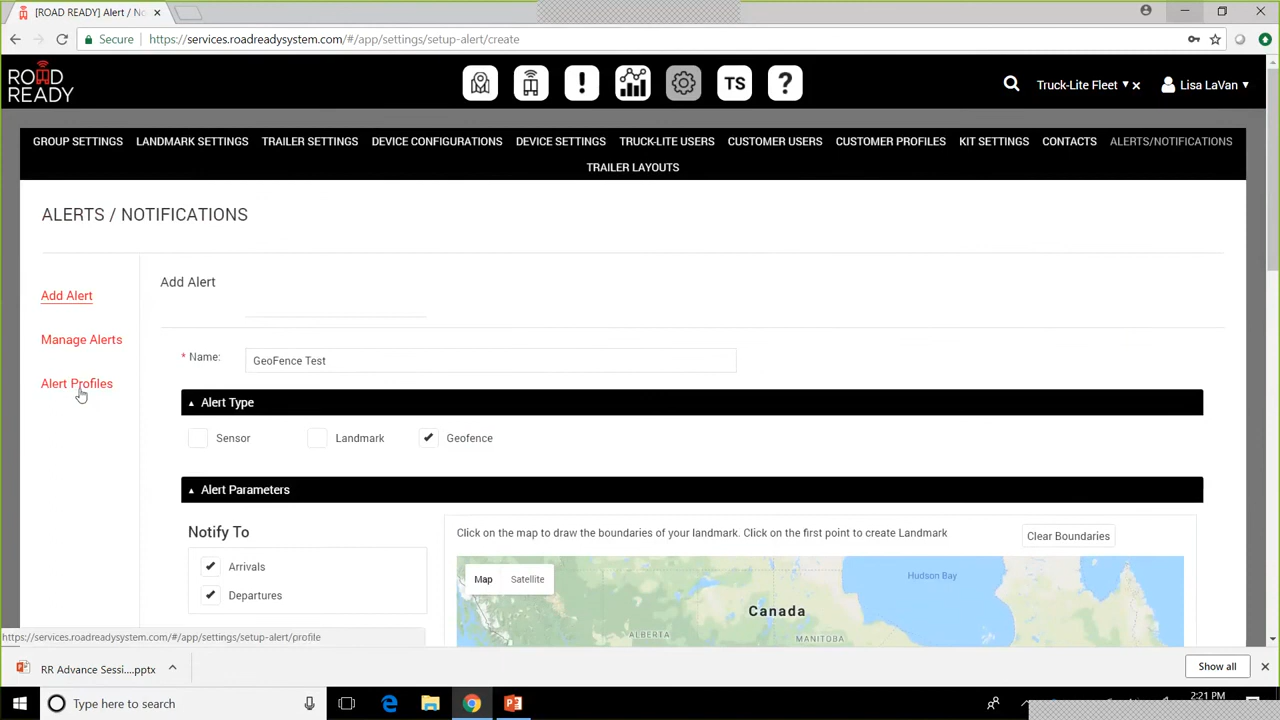 [ROAD READY] Alert / No
Secure
https://services.roadreadysystem.com/#/app/settings/setup-alert/create
ROAD READY
!
TS
?
Truck-Lite Fleet
Lisa LaVan
GROUP SETTINGS LANDMARK SETTINGS TRAILER SETTINGS DEVICE CONFIGURATIONS DEVICE SETTINGS TRUCK-LITE USERS CUSTOMER USERS CUSTOMER PROFILES KIT SETTINGS CONTACTS ALERTS/NOTIFICATIONS
TRAILER LAYOUTS
ALERTS / NOTIFICATIONS
Add Alert
Manage Alerts
Alert Profiles
Add Alert
* Name: GeoFence Test
Alert Type
Sensor Landmark Geofence
Alert Parameters
Notify To
Arrivals
Departures
Click on the map to draw the boundaries of your landmark. Click on the first point to create Landmark
Clear Boundaries
Map Satellite
Hudson Bay
Canada
ALBERTA
MANITOBA
https://services.roadreadysystem.com/#/app/settings/setup-alert/profile
RR Advance Sessi....pptx
Show all
Type here to search
2:21 PM